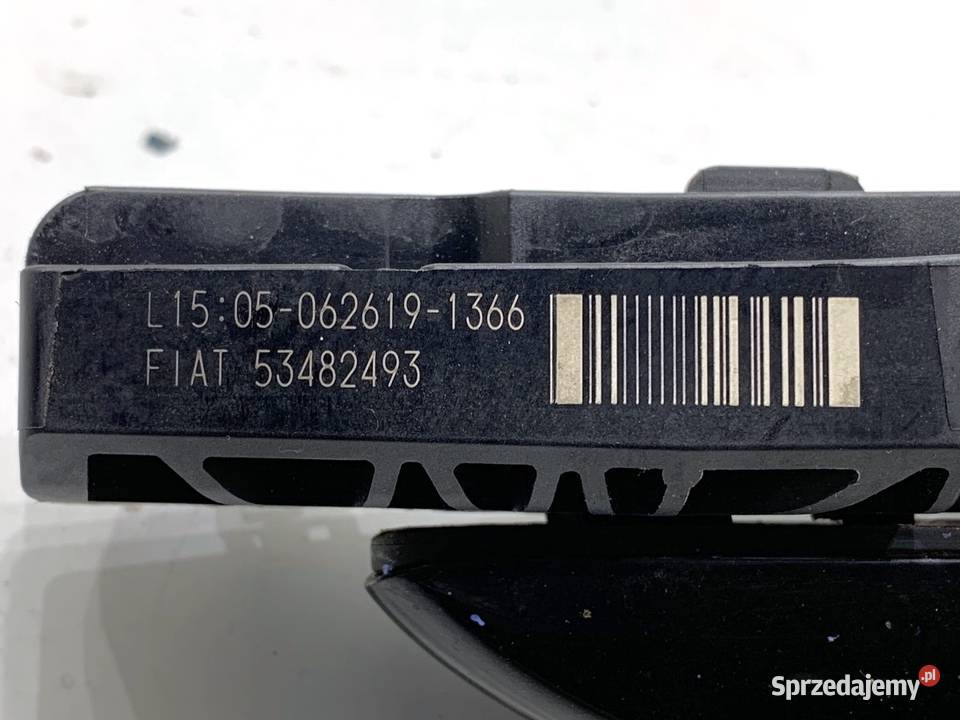 L15:05-062619-1366
FIAT 53482493
Sprzedajemy.pl